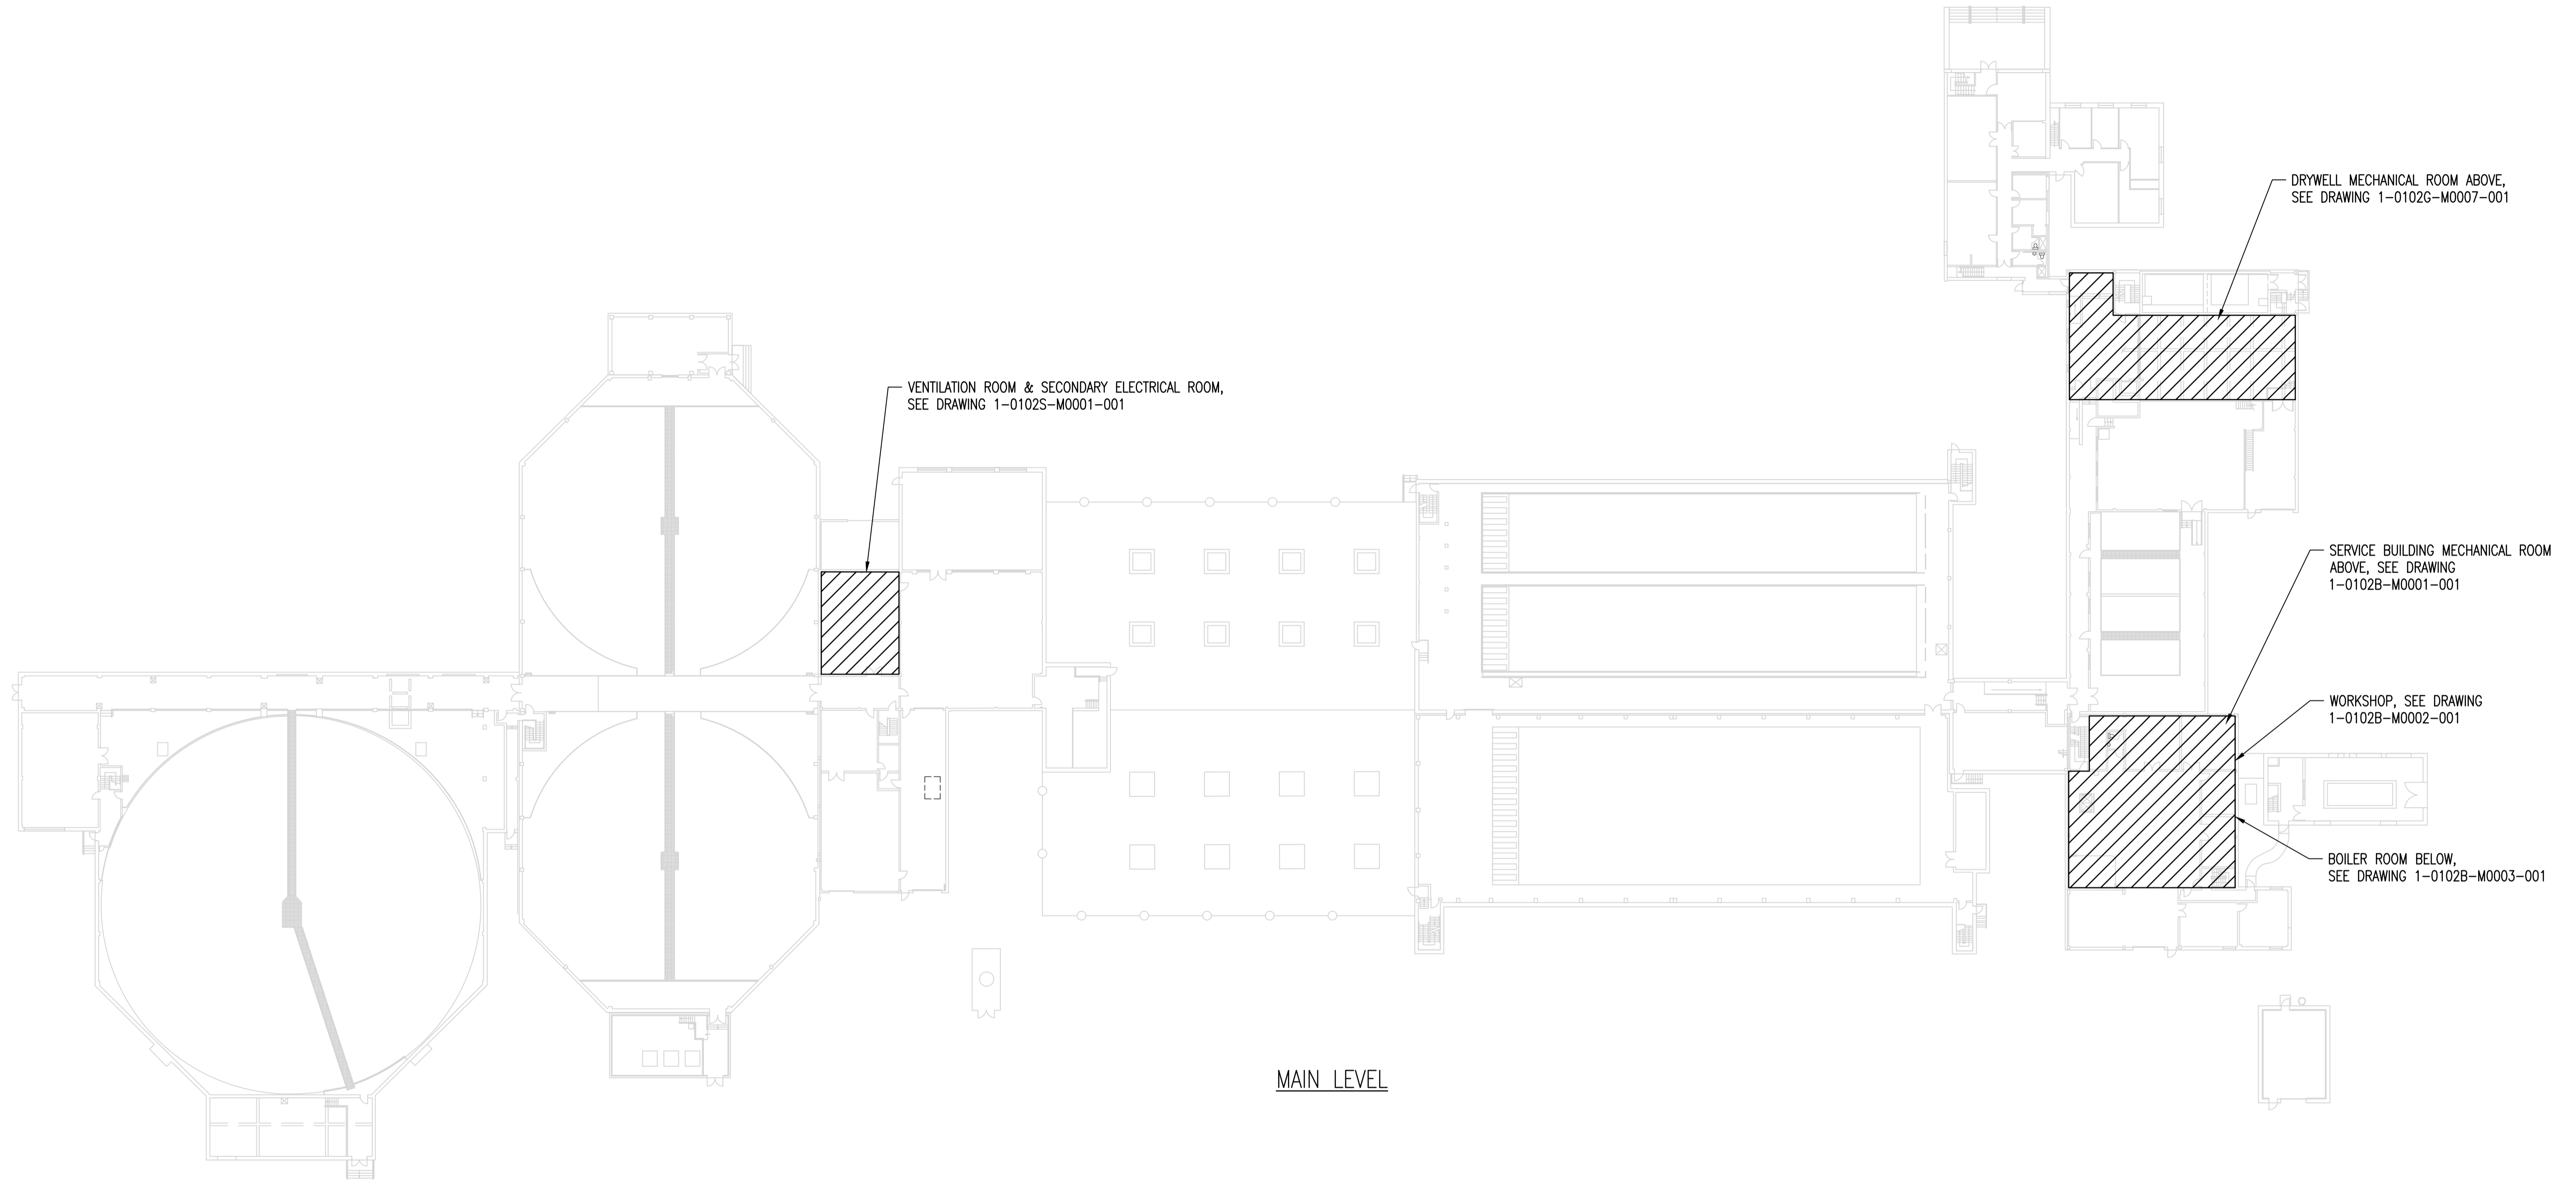 DRYWELL MECHANICAL ROOM ABOVE,
SEE DRAWING 1-0102G-M0007-001
VENTILATION ROOM & SECONDARY ELECTRICAL ROOM,
SEE DRAWING 1-0102S-M0001-001
SERVICE BUILDING MECHANICAL ROOM
ABOVE, SEE DRAWING
1-0102B-M0001-001
WORKSHOP, SEE DRAWING
1-0102B-M0002-001
BOILER ROOM BELOW,
SEE DRAWING 1-0102B-M0003-001
MAIN LEVEL